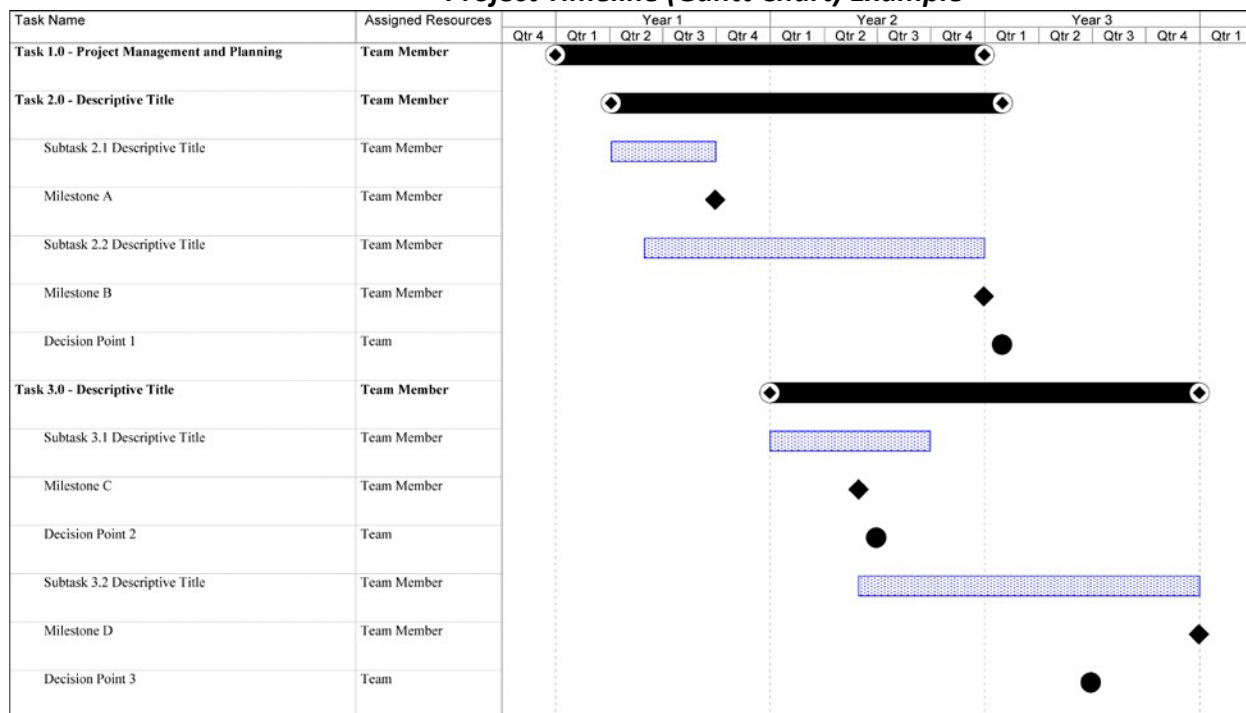 Project Timeline (Gantt Chart) Example
Task Name Assigned Resources Year 1 Year 2 Year 3
Qtr 4 Qtr 1 Qtr 2 Qtr 3 Qtr 4 Qtr 1 Qtr 2 Qtr 3 Qtr 4 Qtr 1 Qtr 2 Qtr 3 Qtr 4 Qtr 1
Task 1.0 - Project Management and Planning Team Member
Task 2.0 - Descriptive Title Team Member
Subtask 2.1 Descriptive Title Team Member
Milestone A Team Member
Subtask 2.2 Descriptive Title Team Member
Milestone B Team Member
Decision Point 1 Team
Task 3.0 - Descriptive Title Team Member
Subtask 3.1 Descriptive Title Team Member
Milestone C Team Member
Decision Point 2 Team
Subtask 3.2 Descriptive Title Team Member
Milestone D Team Member
Decision Point 3 Team